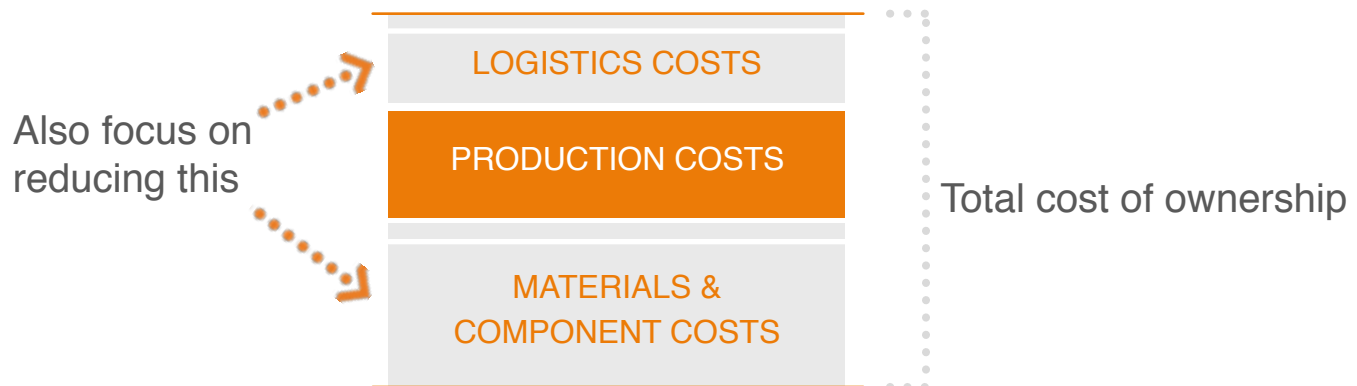 LOGISTICS COSTS
Also focus on
reducing this
PRODUCTION COSTS
Total cost of ownership
MATERIALS &
COMPONENT COSTS